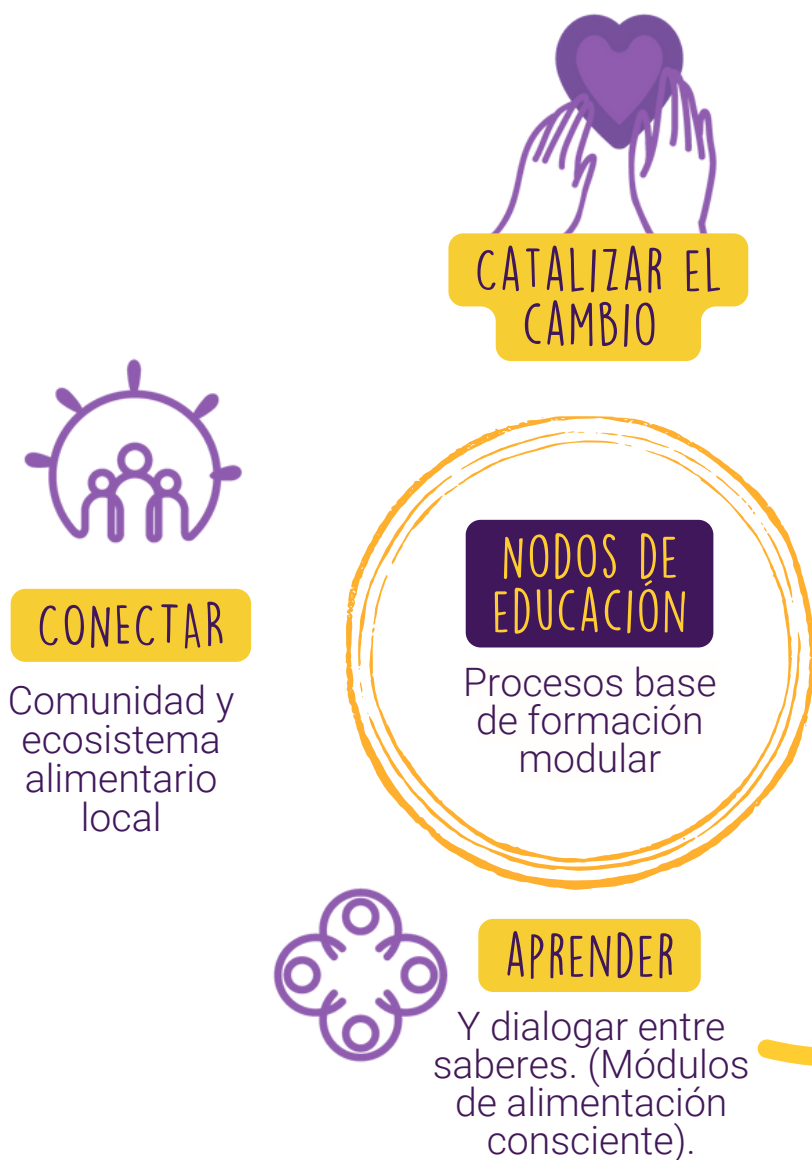 CATALIZAR EL
CAMBIO
CONECTAR
Comunidad y
ecosistema
alimentario
local
NODOS DE
EDUCACIÓN
Procesos base
de formación
modular
APRENDER
Y dialogar entre
saberes. (Módulos
de alimentación
consciente).